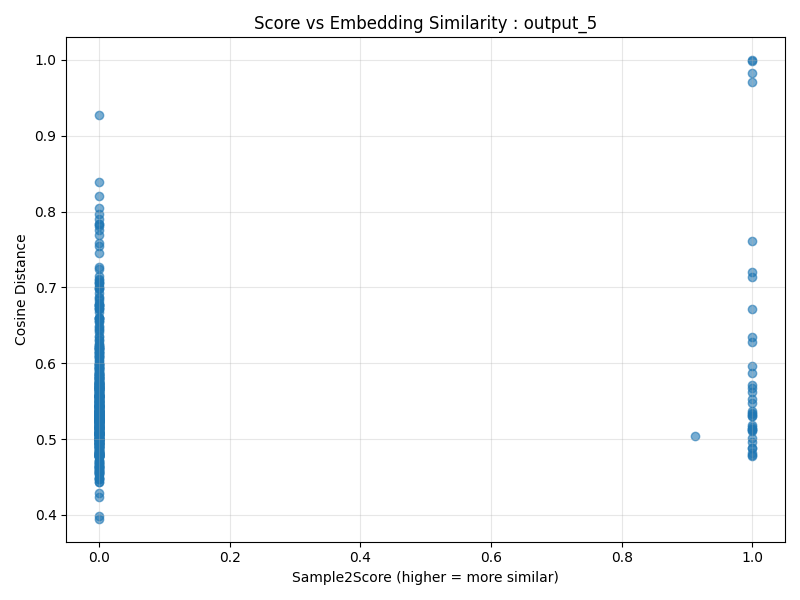 Score vs Embedding Similarity : output_5
Cosine Distance
1.0
0.9
0.8
0.7
0.6
0.5
0.4
0.0 0.2 0.4 0.6 0.8 1.0
Sample2Score (higher = more similar)